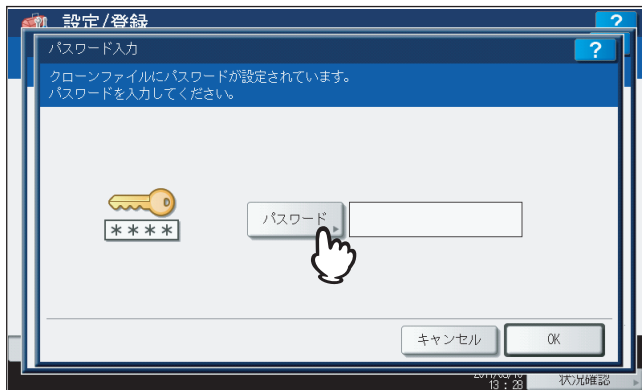 設定/登録
?
パスワード入力
?
クローンファイルにパスワードが設定されています。
パスワードを入力してください。
****
パスワード
キャンセル
OK
13:28
状況確認